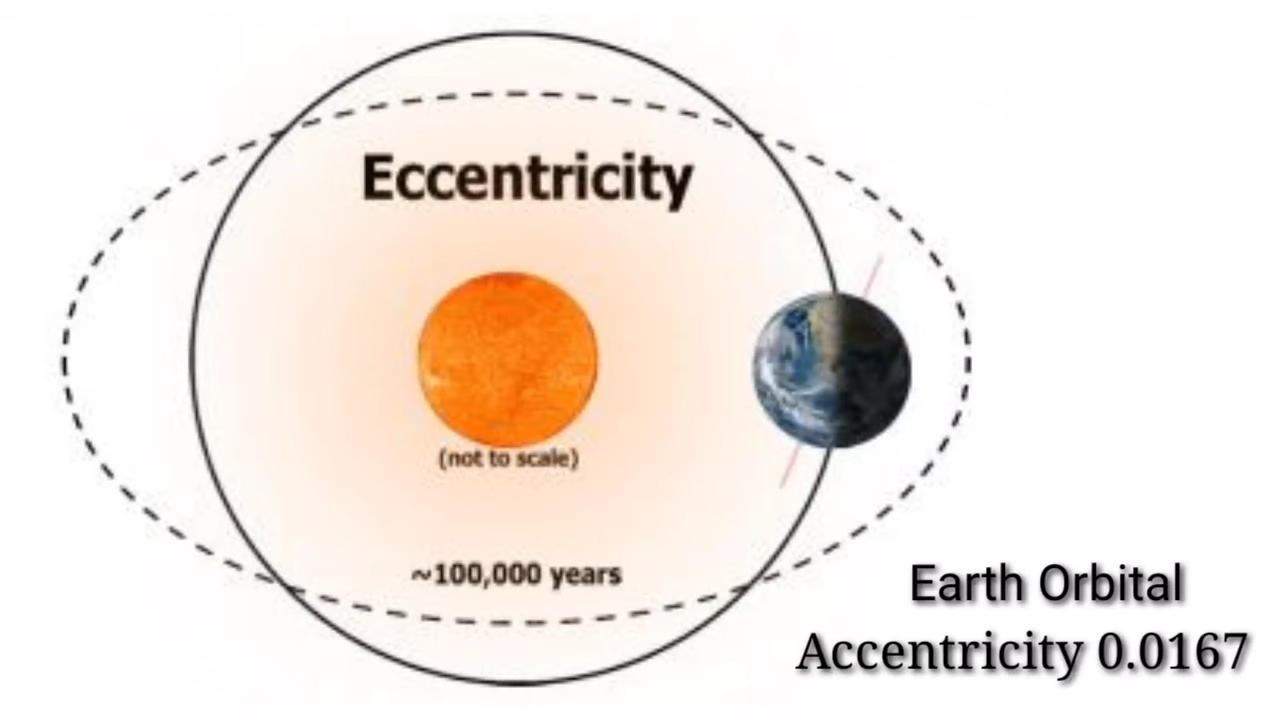 Eccentricity
(not to scale)
~100,000 years
Earth Orbital
Accentricity 0.0167